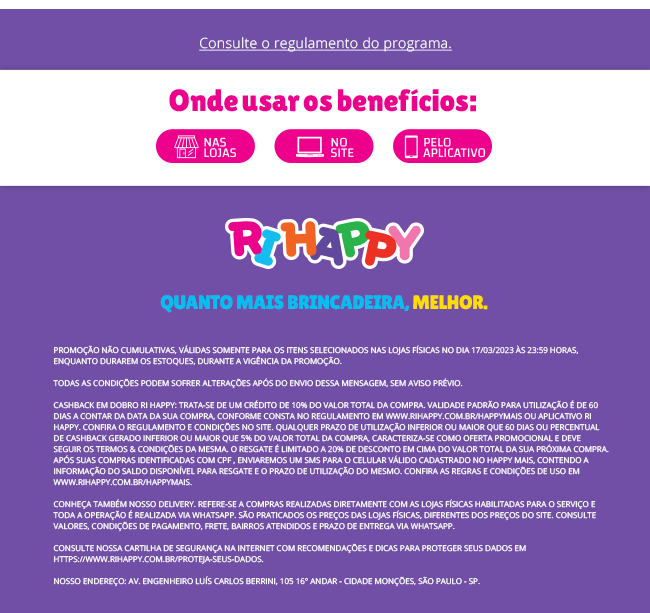 Consulte o regulamento do programa.
Onde usar os benefícios:
NAS
LOJAS
NO
SITE
PELO
APLICATIVO
RIHAPPY
QUANTO MAIS BRINCADEIRA, MELHOR.
PROMOÇÃO NÃO CUMULATIVAS, VÁLIDAS SOMENTE PARA OS ITENS SELECIONADOS NAS LOJAS FÍSICAS NO DIA 17/03/2023 ÀS 23:59 HORAS,
ENQUANTO DURAREM OS ESTOQUES, DURANTE A VIGÊNCIA DA PROMOÇÃO.
TODAS AS CONDIÇÕES PODEM SOFRER ALTERAÇÕES APÓS DO ENVIO DESSA MENSAGEM, SEM AVISO PRÉVIO.
CASHBACK EM DOBRO RI HAPPY: TRATA-SE DE UM CRÉDITO DE 10% DO VALOR TOTAL DA COMPRA. VALIDADE PADRÃO PARA UTILIZAÇÃO É DE 60
DIAS A CONTAR DA DATA DA SUA COMPRA, CONFORME CONSTA NO REGULAMENTO EM WWW.RIHAPPY.COM.BR/HAPPYMAIS OU APLICATIVO RI
HAPPY. CONFIRA O REGULAMENTO E CONDIÇÕES NO SITE. QUALQUER PRAZO DE UTILIZAÇÃO INFERIOR OU MAIOR QUE 60 DIAS OU PERCENTUAL
DE CASHBACK GERADO INFERIOR OU MAIOR QUE 5% DO VALOR TOTAL DA COMPRA, CARACTERIZA-SE COMO OFERTA PROMOCIONAL E DEVE
SEGUIR OS TERMOS & CONDIÇÕES DA MESMA. O RESGATE É LIMITADO A 20% DE DESCONTO EM CIMA DO VALOR TOTAL DA SUA PRÓXIMA COMPRA.
APÓS SUAS COMPRAS IDENTIFICADAS COM CPF , ENVIAREMOS UM SMS PARA O CELULAR VÁLIDO CADASTRADO NO HAPPY MAIS, CONTENDO A
INFORMAÇÃO DO SALDO DISPONÍVEL PARA RESGATE E O PRAZO DE UTILIZAÇÃO DO MESMO. CONFIRA AS REGRAS E CONDIÇÕES DE USO EM
WWW.RIHAPPY.COM.BR/HAPPYMAIS.
CONHEÇA TAMBÉM NOSSO DELIVERY. REFERE-SE A COMPRAS REALIZADAS DIRETAMENTE COM AS LOJAS FÍSICAS HABILITADAS PARA O SERVIÇO E
TODA A OPERAÇÃO É REALIZADA VIA WHATSAPP. SÃO PRATICADOS OS PREÇOS DAS LOJAS FÍSICAS, DIFERENTES DOS PREÇOS DO SITE. CONSULTE
VALORES, CONDIÇÕES DE PAGAMENTO, FRETE, BAIRROS ATENDIDOS E PRAZO DE ENTREGA VIA WHATSAPP.
CONSULTE NOSSA CARTILHA DE SEGURANÇA NA INTERNET COM RECOMENDAÇÕES E DICAS PARA PROTEGER SEUS DADOS EM
HTTPS://WWW.RIHAPPY.COM.BR/PROTEJA-SEUS-DADOS.
NOSSO ENDEREÇO: AV. ENGENHEIRO LUÍS CARLOS BERRINI, 105 16° ANDAR - CIDADE MONÇÕES, SÃO PAULO - SP.